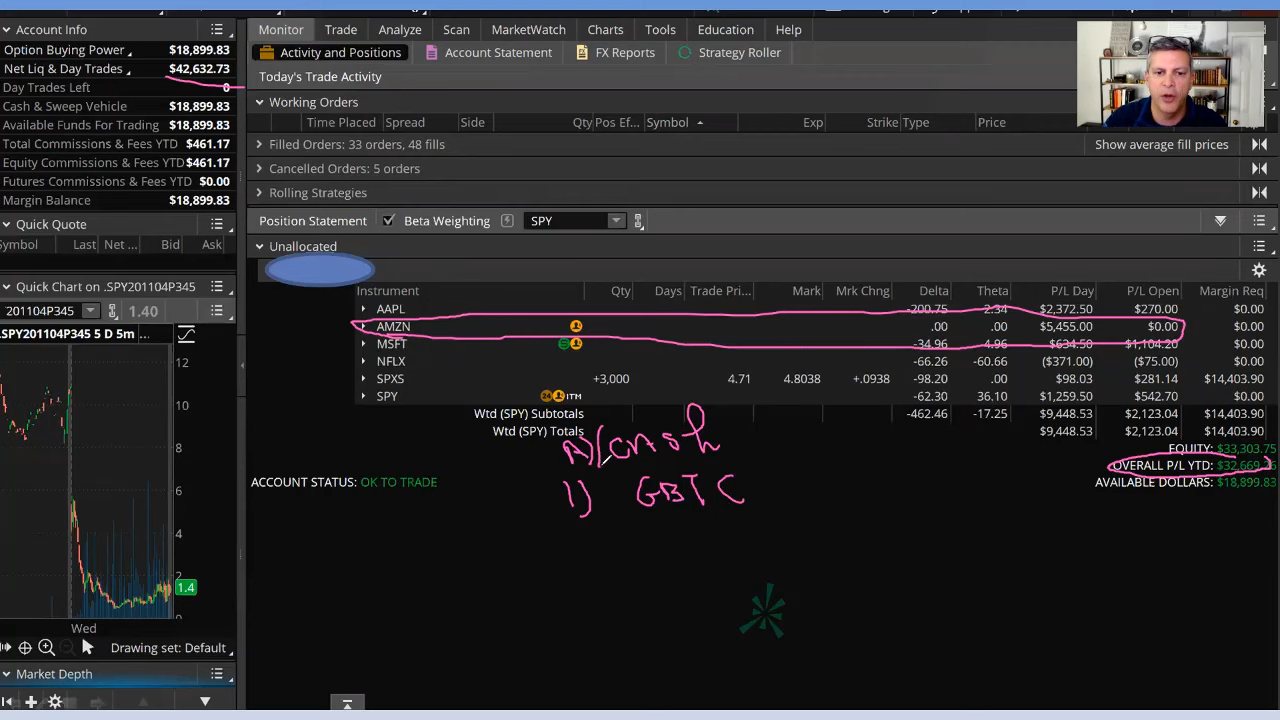 Account Info
Option Buying Power $18,899.83
Net Liq & Day Trades $42,632.73
Day Trades Left 0
Cash & Sweep Vehicle $18,899.83
Available Funds For Trading $18,899.83
Total Commissions & Fees YTD $461.17
Equity Commissions & Fees YTD $461.17
Futures Commissions & Fees YTD $0.00
Margin Balance $18,899.83
Quick Quote
Symbol Last Net ... Bid Ask
Quick Chart on .SPY201104P345
201104P345 1.40
.SPY201104P345 5 D 5m ...
12
10
8
6
4
2
1.4
0
Wed
Drawing set: Default
Market Depth
Monitor Trade Analyze Scan MarketWatch Charts Tools Education Help
Activity and Positions Account Statement FX Reports Strategy Roller
Today's Trade Activity
Working Orders
Time Placed Spread Side Qty Pos Ef... Symbol Exp Strike Type Price
Filled Orders: 33 orders, 48 fills Show average fill prices
Cancelled Orders: 5 orders
Rolling Strategies
Position Statement Beta Weighting SPY
Unallocated
Instrument Qty Days Trade Pri... Mark Mrk Chng Delta Theta P/L Day P/L Open Margin Req
AAPL -200.75 2.34 $2,372.50 $270.00 $0.00
AMZN .00 .00 $5,455.00 $0.00 $0.00
MSFT -34.96 4.96 $634.50 $1,104.20 $0.00
NFLX -66.26 -60.66 ($371.00) ($75.00) $0.00
SPXS +3,000 4.71 4.8038 +.0938 -98.20 .00 $98.03 $281.14 $14,403.90
SPY ITM -62.30 36.10 $1,259.50 $542.70 $0.00
Wtd (SPY) Subtotals -462.46 -17.25 $9,448.53 $2,123.04 $14,403.90
Wtd (SPY) Totals $9,448.53 $2,123.04 $14,403.90
EQUITY: $33,303.75
OVERALL P/L YTD: $32,669.26
ACCOUNT STATUS: OK TO TRADE AVAILABLE DOLLARS: $18,899.83
1) GBTC